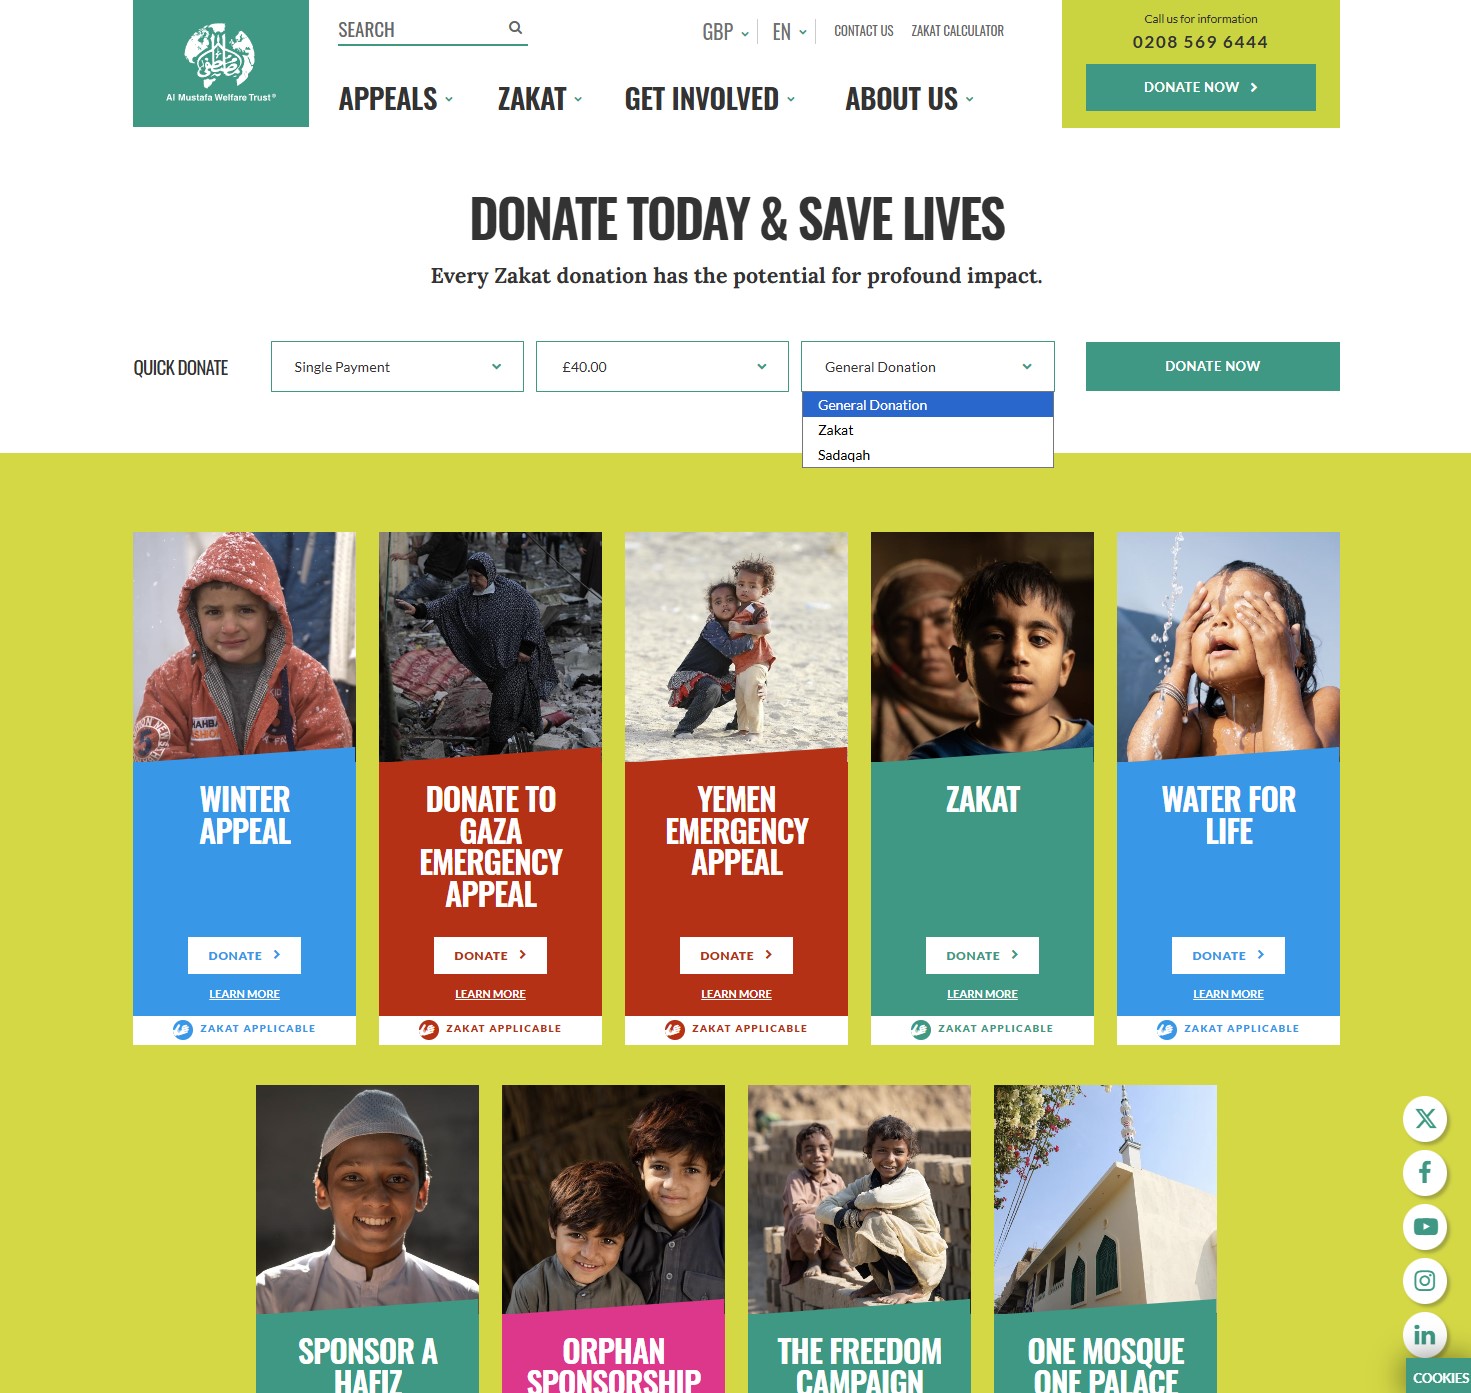 Al Mustafa Welfare Trust®
SEARCH
GBP
EN
CONTACT US
ZAKAT CALCULATOR
Call us for information
0208 569 6444
DONATE NOW
APPEALS
ZAKAT
GET INVOLVED
ABOUT US
DONATE TODAY & SAVE LIVES
Every Zakat donation has the potential for profound impact.
QUICK DONATE
Single Payment
£40.00
General Donation
DONATE NOW
General Donation
Zakat
Sadaqah
WINTER
APPEAL
DONATE
LEARN MORE
ZAKAT APPLICABLE
DONATE TO
GAZA
EMERGENCY
APPEAL
DONATE
LEARN MORE
ZAKAT APPLICABLE
YEMEN
EMERGENCY
APPEAL
DONATE
LEARN MORE
ZAKAT APPLICABLE
ZAKAT
DONATE
LEARN MORE
ZAKAT APPLICABLE
WATER FOR
LIFE
DONATE
LEARN MORE
ZAKAT APPLICABLE
SPONSOR A
HAFIZ
ORPHAN
SPONSORSHIP
THE FREEDOM
CAMPAIGN
ONE MOSQUE
ONE PALACE
COOKIES